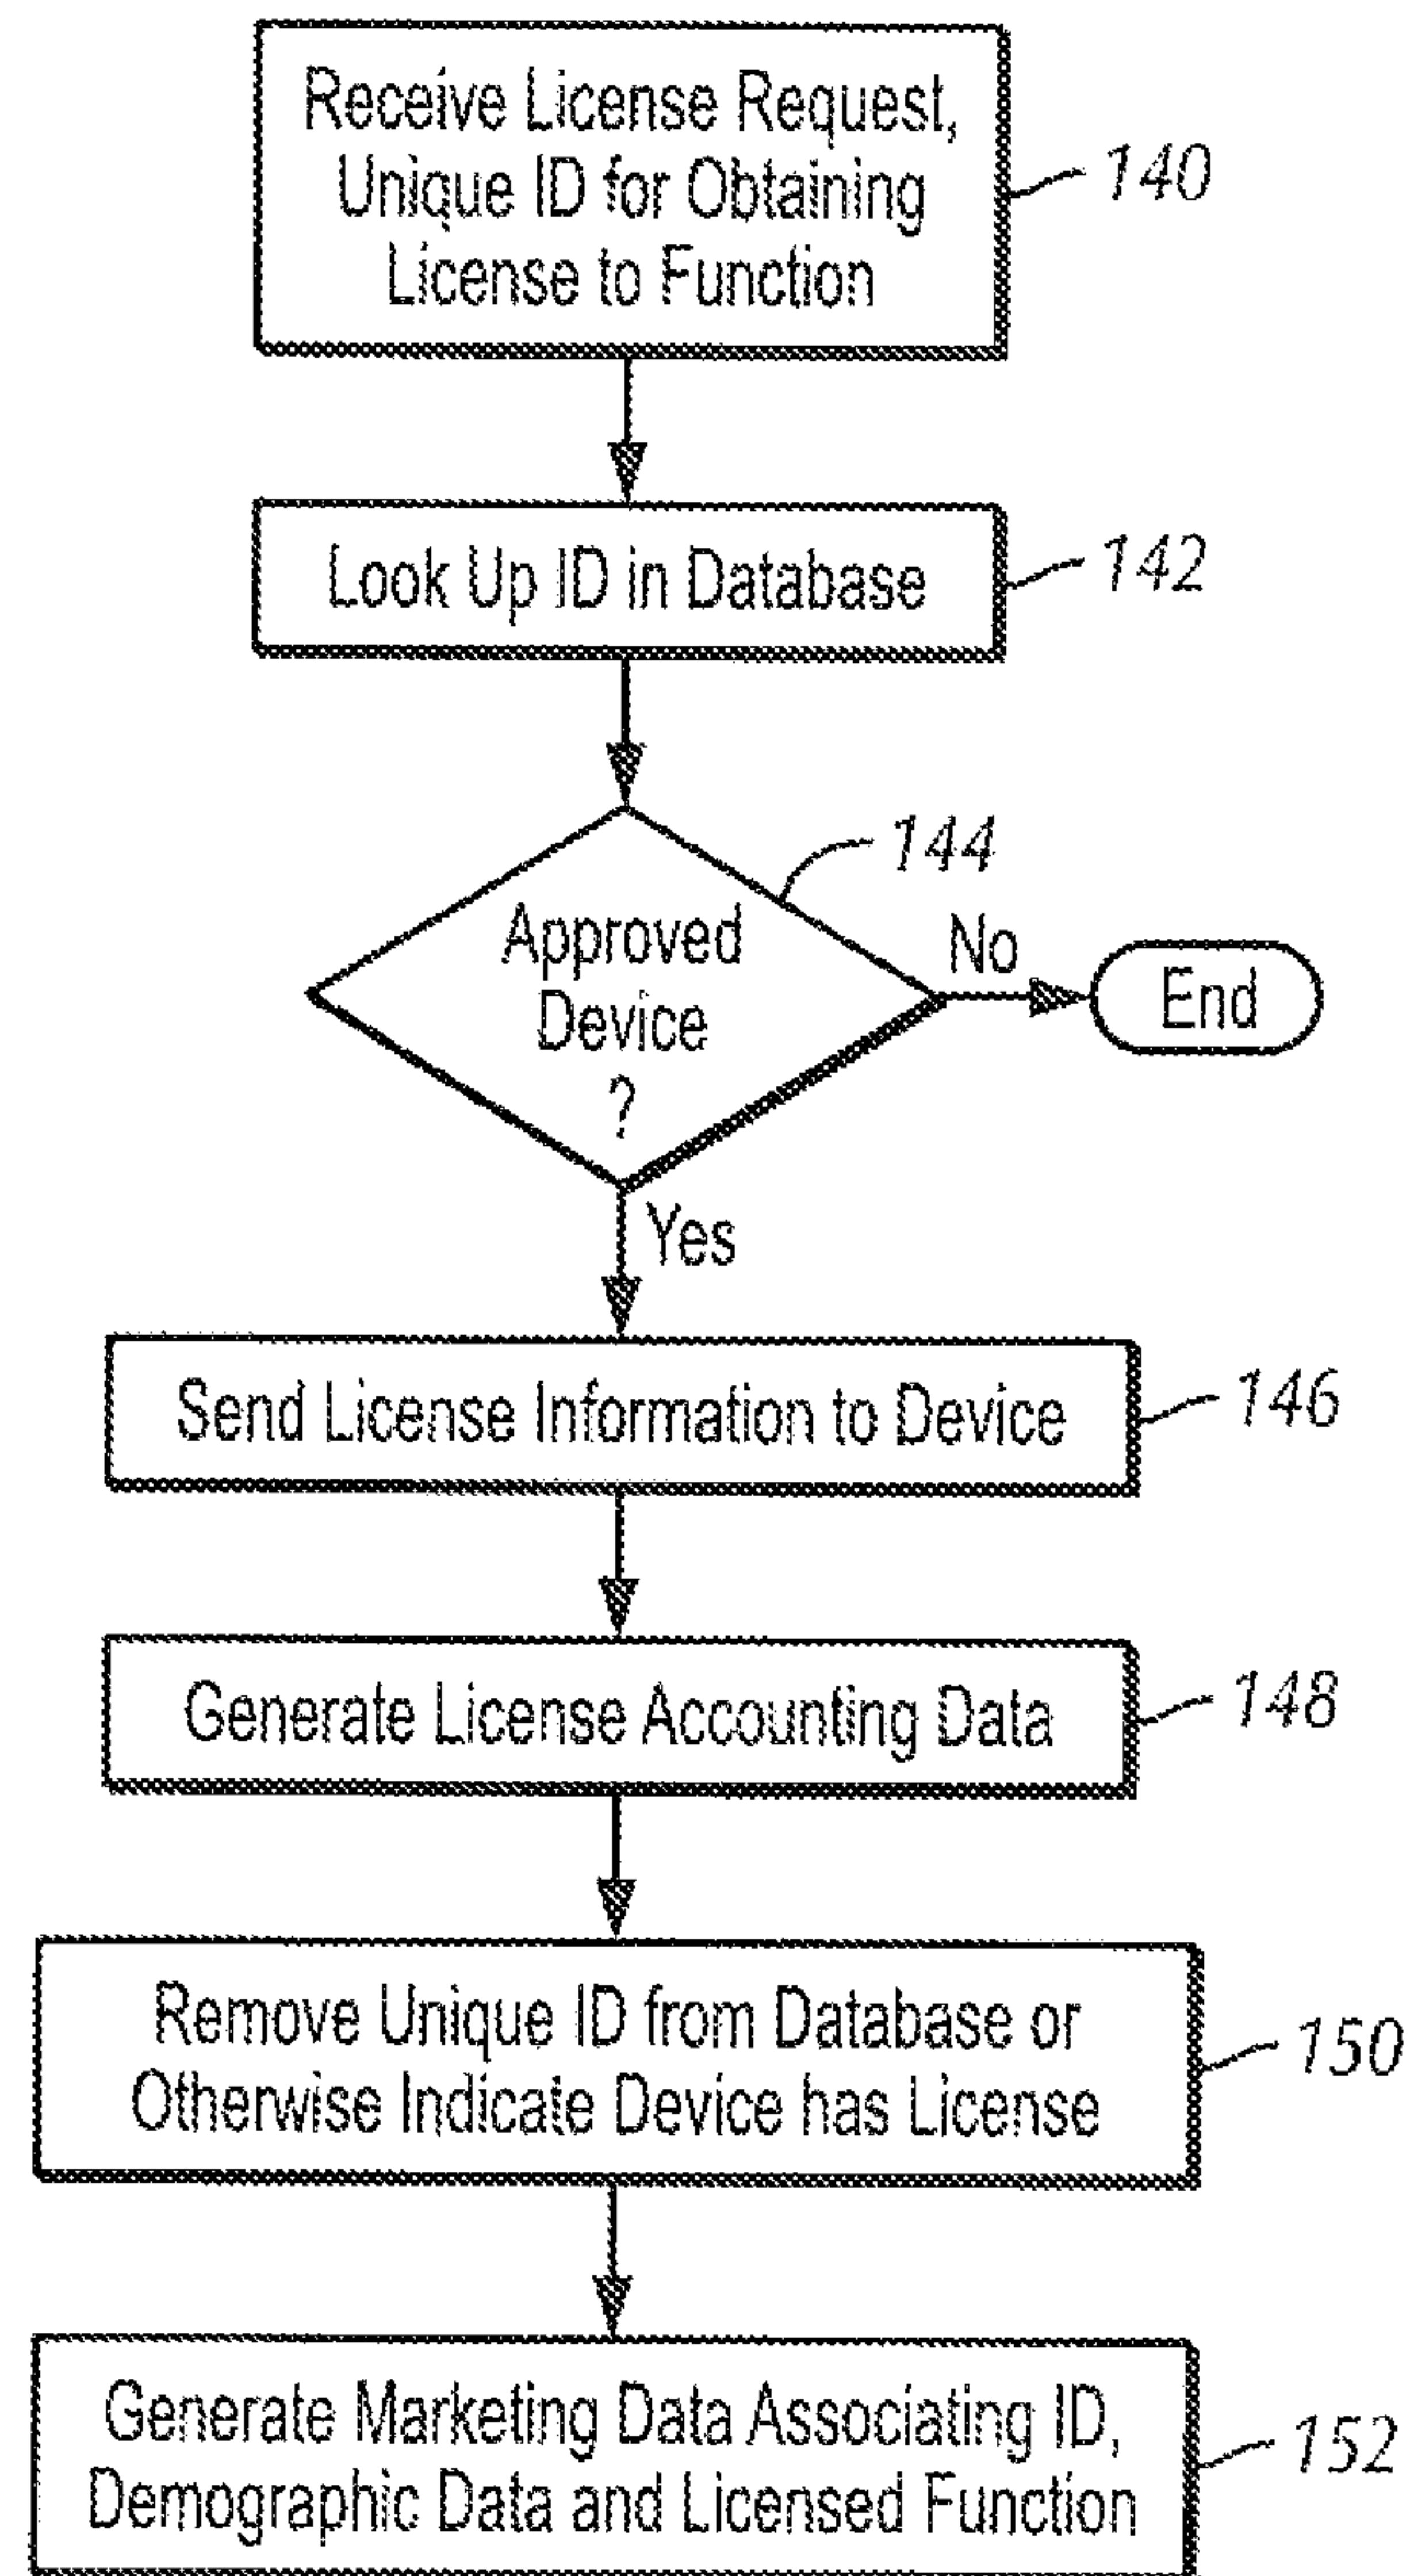 Receive License Request,
Unique ID for Obtaining
License to Function
140
Look Up ID in Database
142
144
Approved
Device
?
No
End
Yes
Send License Information to Device
146
Generate License Accounting Data
148
Remove Unique ID from Database or
Otherwise Indicate Device has License
150
Generate Marketing Data Associating ID,
Demographic Data and Licensed Function
152